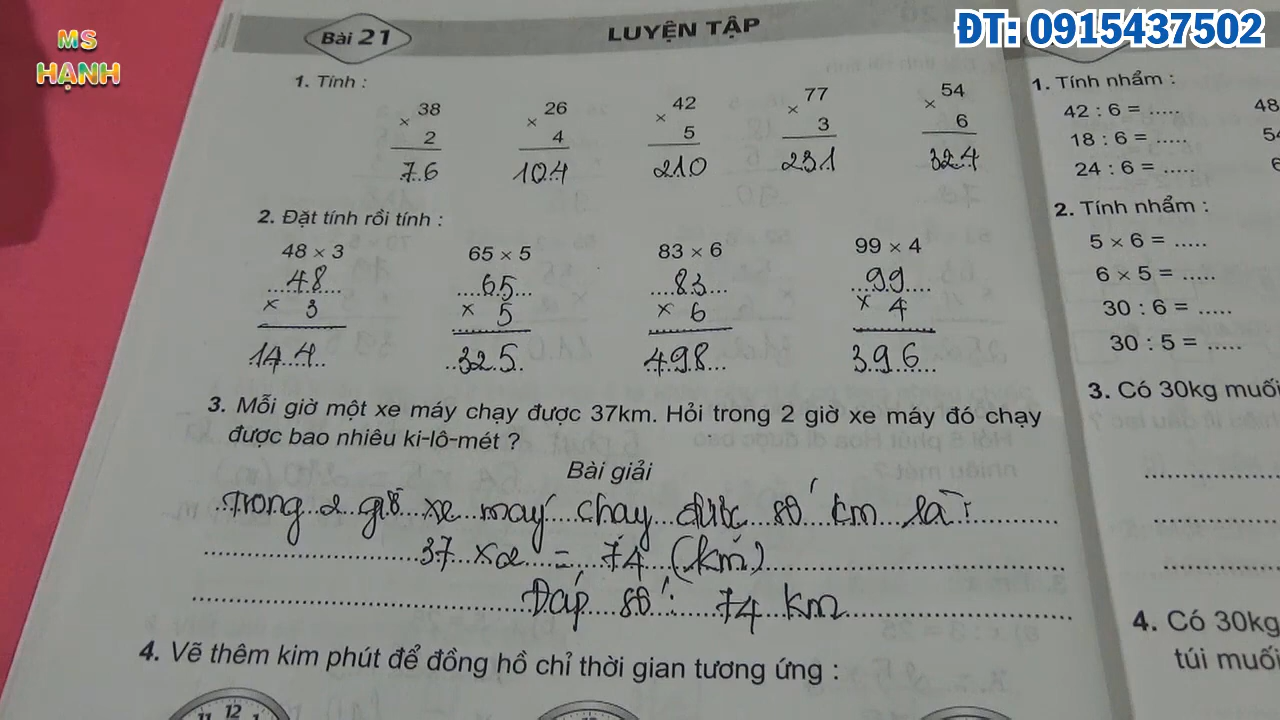 MS
HẠNH
ĐT: 0915437502
Bài 21
LUYỆN TẬP
1. Tính :
38 × 2 76
26 × 4 104
42 × 5 210
77 × 3 231
54 × 6 324
2. Đặt tính rồi tính :
48 × 3 65 × 5 83 × 6 99 × 4
48 65 83 99
× 3 × 5 × 6 × 4
144 325 498 396
3. Mỗi giờ một xe máy chạy được 37km. Hỏi trong 2 giờ xe máy đó chạy
được bao nhiêu ki-lô-mét ?
Bài giải
Trong 2 giờ xe máy chạy được số km là :
37 x 2 = 74 (km)
Đáp số : 74 km
4. Vẽ thêm kim phút để đồng hồ chỉ thời gian tương ứng :
11 12 1
1. Tính nhẩm :
42 : 6 = ..... 48
18 : 6 = ..... 54
24 : 6 = ..... 6
2. Tính nhẩm :
5 × 6 = .....
6 × 5 = .....
30 : 6 = .....
30 : 5 = .....
3. Có 30kg muối
4. Có 30kg
túi muối